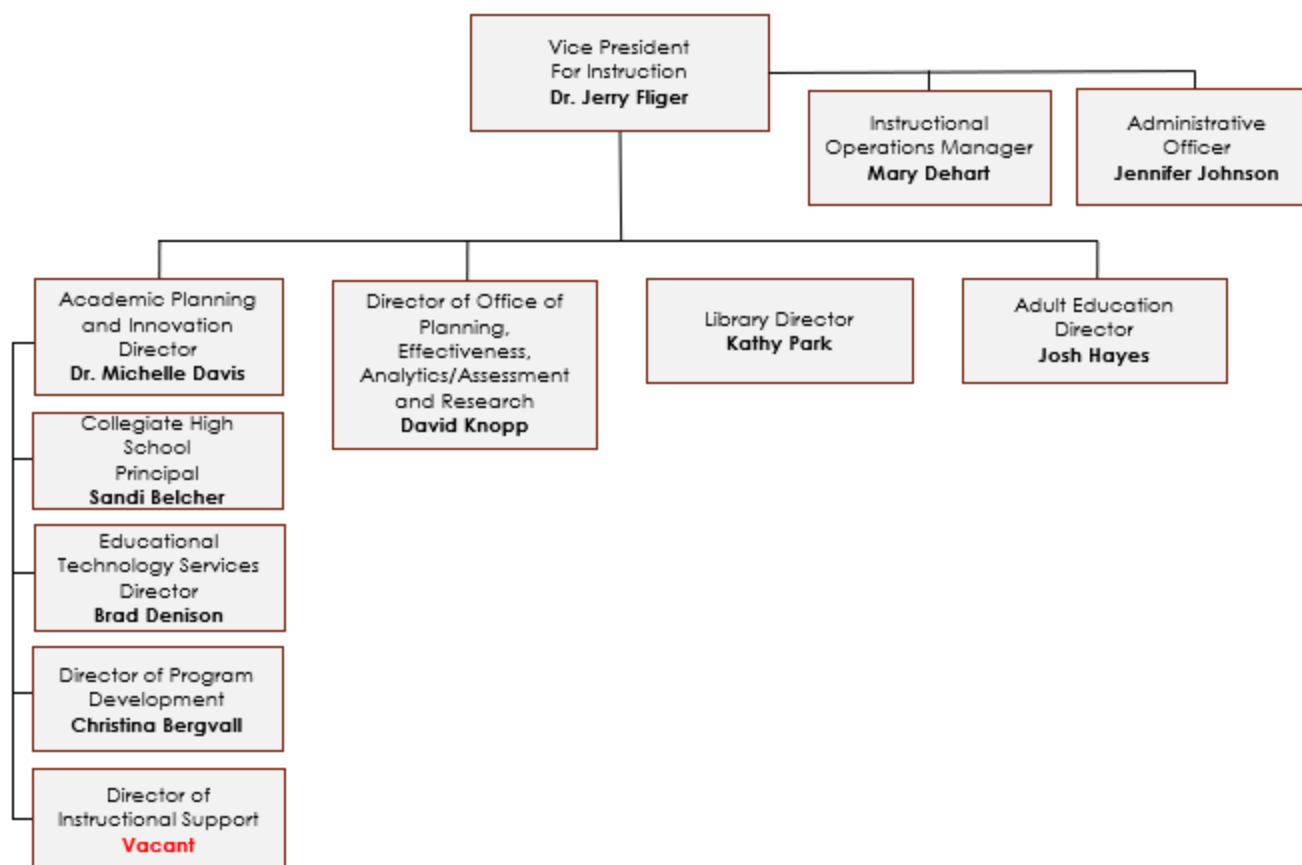 Vice President
For Instruction
Dr. Jerry Fliger
Instructional
Operations Manager
Mary Dehart
Administrative
Officer
Jennifer Johnson
Academic Planning
and Innovation
Director
Dr. Michelle Davis
Director of Office of
Planning,
Effectiveness,
Analytics/Assessment
and Research
David Knopp
Library Director
Kathy Park
Adult Education
Director
Josh Hayes
Collegiate High
School
Principal
Sandi Belcher
Educational
Technology Services
Director
Brad Denison
Director of Program
Development
Christina Bergvall
Director of
Instructional Support
Vacant